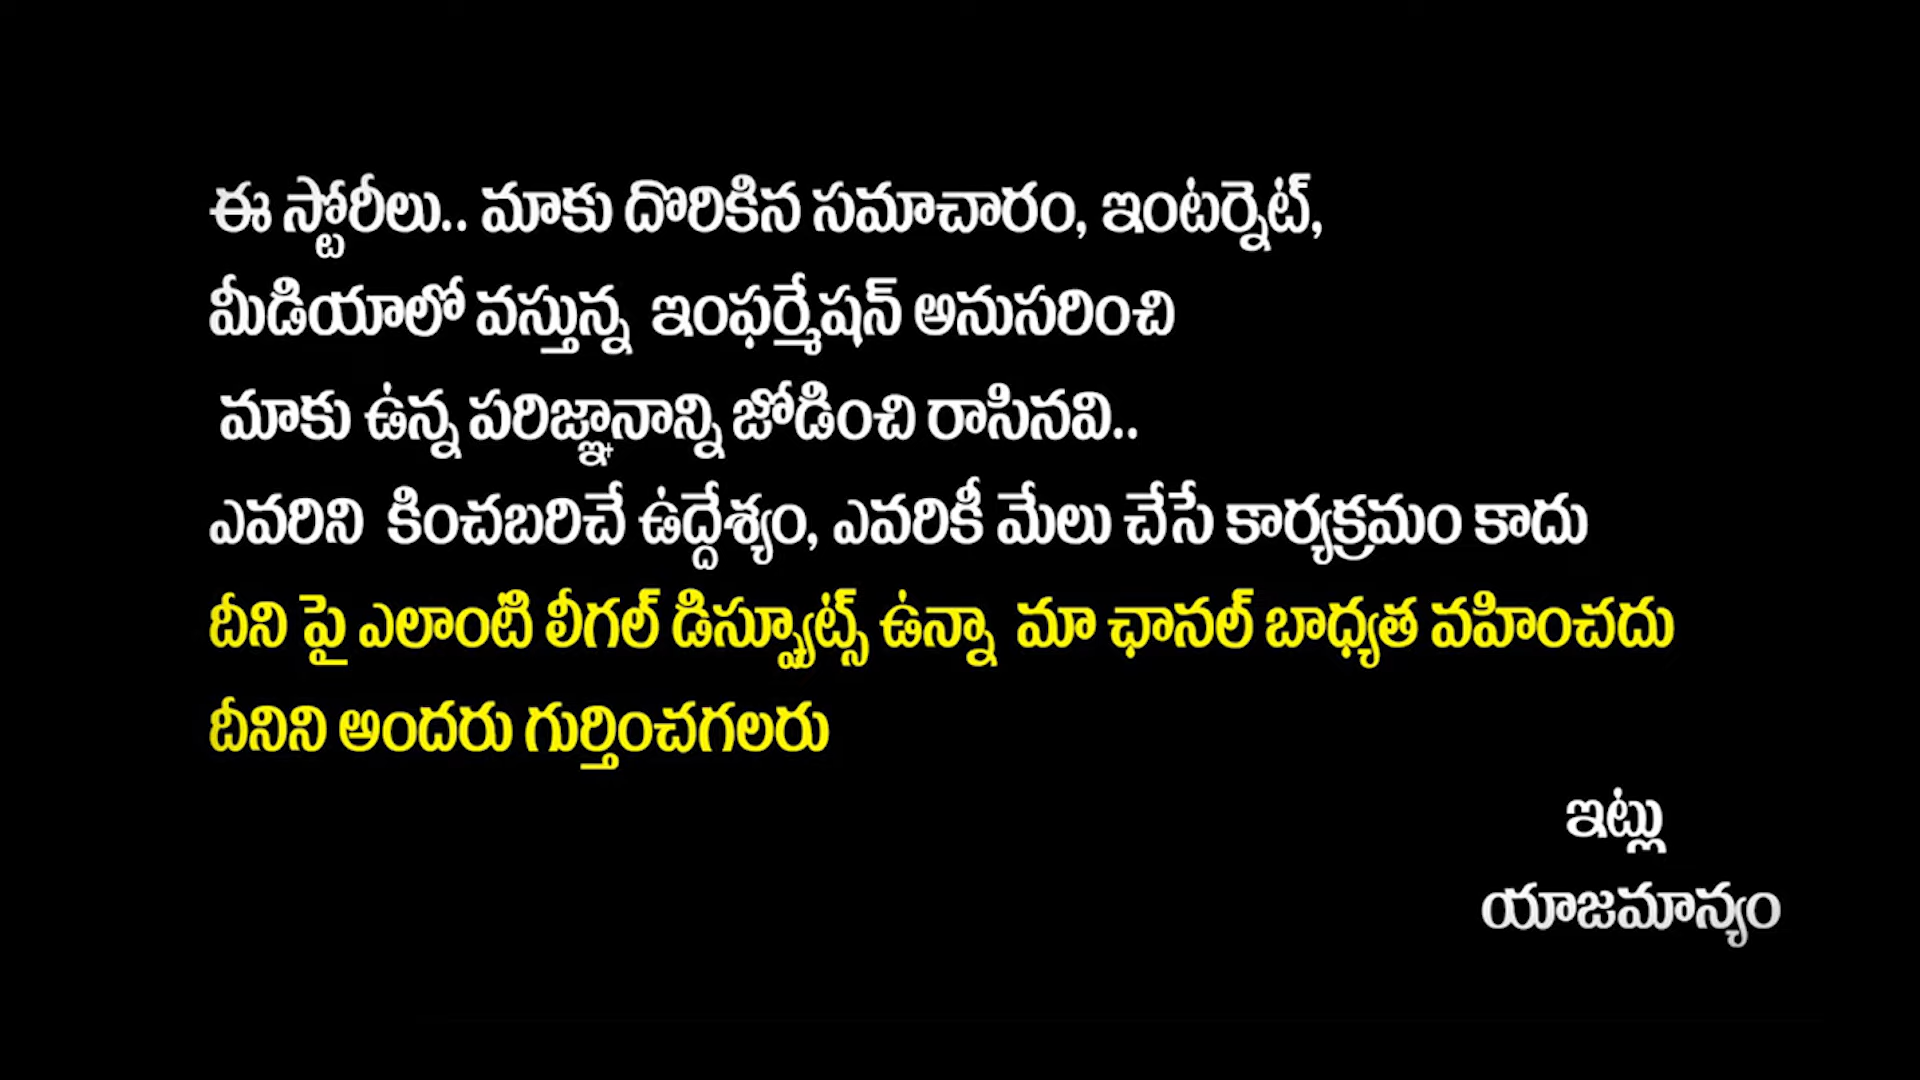 ఈ స్టోరీలు.. మాకు దొరికిన సమాచారం, ఇంటర్నెట్,
మీడియాలో వస్తున్న ఇంఫర్మేషన్ అనుసరించి
మాకు ఉన్న పరిజ్ఞానాన్ని జోడించి రాసినవి..
ఎవరిని కించబరిచే ఉద్దేశ్యం, ఎవరికీ మేలు చేసే కార్యక్రమం కాదు
దీని పై ఎలాంటి లీగల్ డిస్ప్యూట్స్ ఉన్నా మా ఛానల్ బాధ్యత వహించదు
దీనిని అందరు గుర్తించగలరు
ఇట్లు
యాజమాన్యం